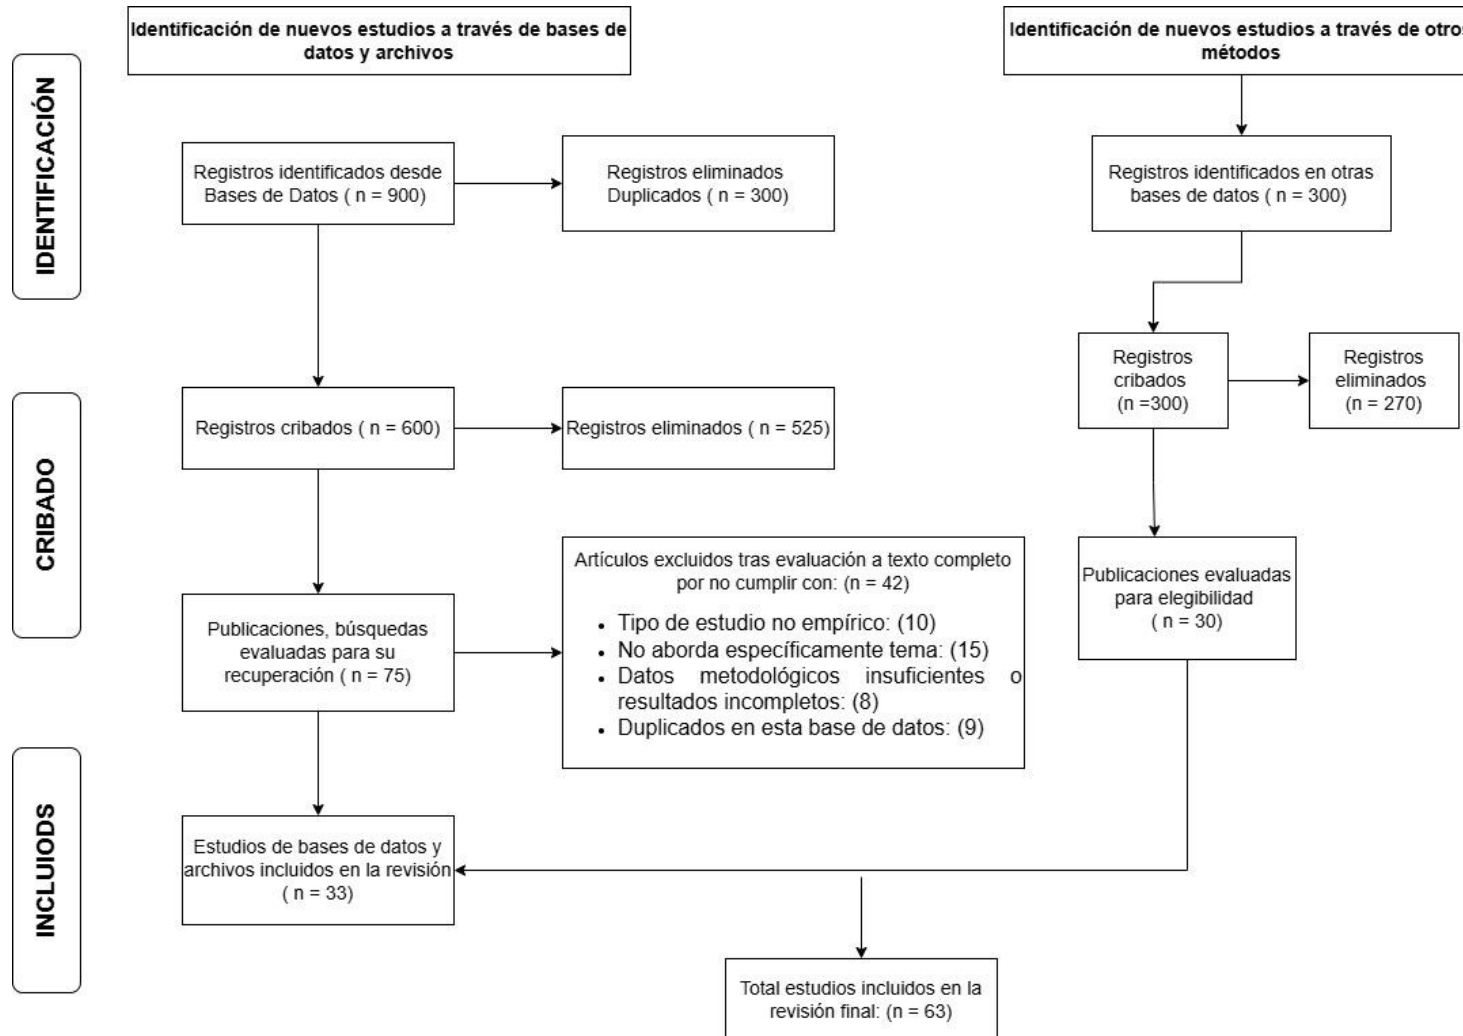 Identificación de nuevos estudios a través de bases de
datos y archivos
Identificación de nuevos estudios a través de otros
métodos
IDENTIFICACIÓN
Registros identificados desde
Bases de Datos ( n = 900)
Registros eliminados
Duplicados ( n = 300)
Registros identificados en otras
bases de datos ( n = 300)
CRIBADO
Registros cribados ( n = 600)
Registros eliminados ( n = 525)
Registros
cribados
(n =300)
Registros
eliminados
(n = 270)
Publicaciones, búsquedas
evaluadas para su
recuperación ( n = 75)
Artículos excluidos tras evaluación a texto completo
por no cumplir con: (n = 42)
• Tipo de estudio no empírico: (10)
• No aborda específicamente tema: (15)
• Datos metodológicos insuficientes o
resultados incompletos: (8)
• Duplicados en esta base de datos: (9)
Publicaciones evaluadas
para elegibilidad
( n = 30)
INCLUIODS
Estudios de bases de datos y
archivos incluidos en la revisión
( n = 33)
Total estudios incluidos en la
revisión final: (n = 63)